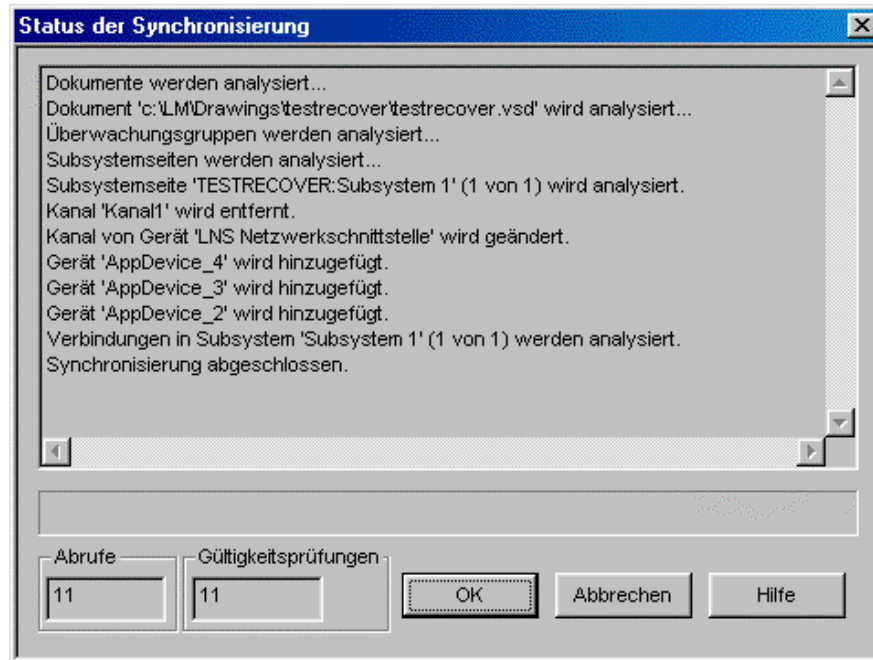 Status der Synchronisierung
Dokumente werden analysiert...
Dokument 'c:\LM\Drawings\testrecover\testrecover.vsd' wird analysiert...
Überwachungsgruppen werden analysiert...
Subsystemseiten werden analysiert...
Subsystemseite 'TESTRECOVER:Subsystem 1' (1 von 1) wird analysiert.
Kanal 'Kanal1' wird entfernt.
Kanal von Gerät 'LNS Netzwerkschnittstelle' wird geändert.
Gerät 'AppDevice_4' wird hinzugefügt.
Gerät 'AppDevice_3' wird hinzugefügt.
Gerät 'AppDevice_2' wird hinzugefügt.
Verbindungen in Subsystem 'Subsystem 1' (1 von 1) werden analysiert.
Synchronisierung abgeschlossen.
Abrufe
11
Gültigkeitsprüfungen
11
OK
Abbrechen
Hilfe